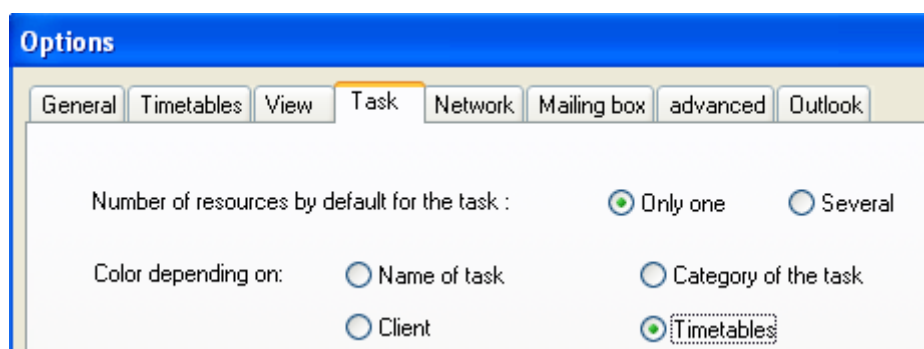 Options
General Timetables View Task Network Mailing box advanced Outlook
Number of resources by default for the task : Only one Several
Color depending on: Name of task Category of the task
Client Timetables